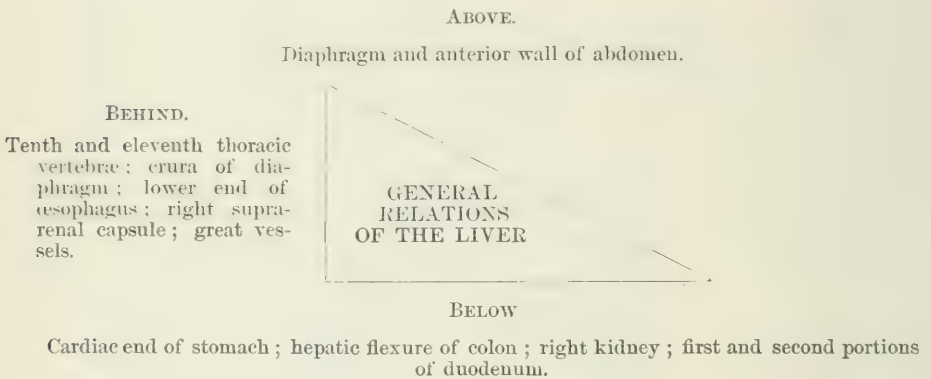 ABOVE.
Diaphragm and anterior wall of abdomen.
BEHIND.
Tenth and eleventh thoracic
vertebræ ; crura of dia-
phragm ; lower end of
œsophagus ; right supra-
renal capsule ; great ves-
sels.
GENERAL
RELATIONS
OF THE LIVER
BELOW
Cardiac end of stomach ; hepatic flexure of colon ; right kidney ; first and second portions
of duodenum.